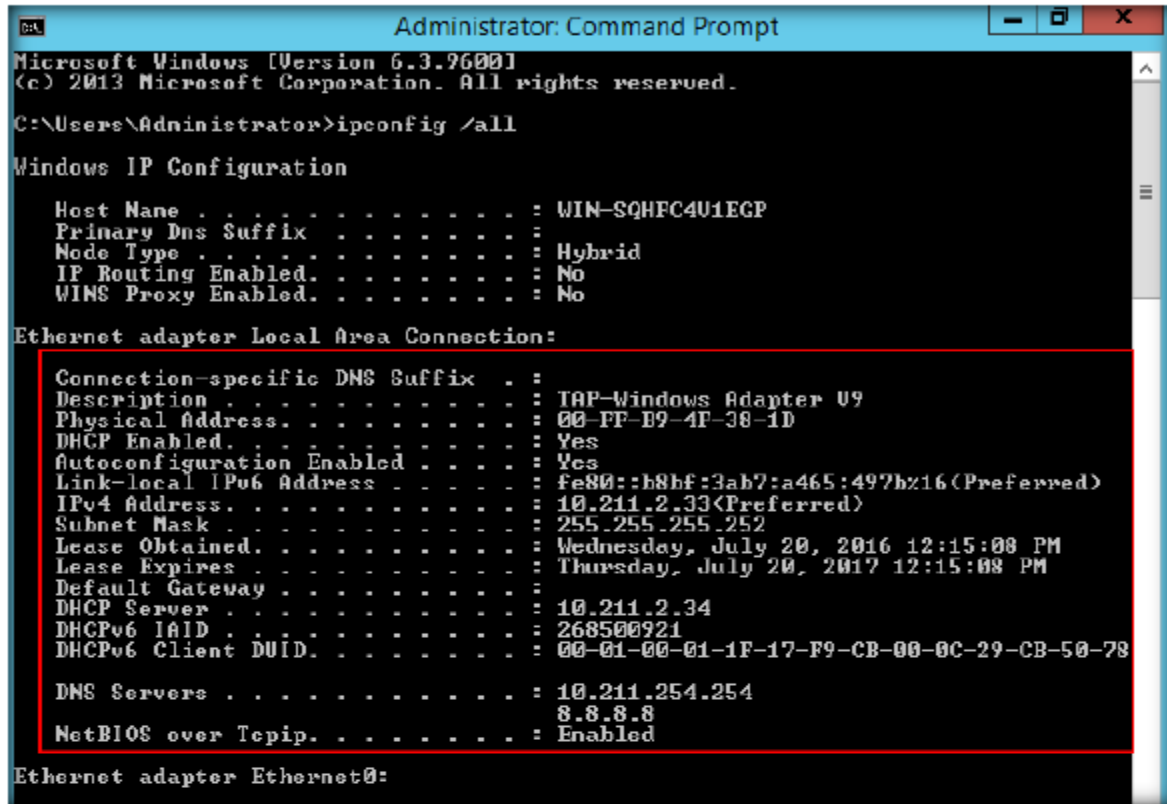 Administrator: Command Prompt
Microsoft Windows [Version 6.3.9600]
(c) 2013 Microsoft Corporation. All rights reserved.
C:\Users\Administrator>ipconfig /all
Windows IP Configuration
Host Name . . . . . . . . . . . . : WIN-SQHFC4U1EGP
Primary Dns Suffix  . . . . . . . :
Node Type . . . . . . . . . . . . : Hybrid
IP Routing Enabled. . . . . . . . : No
WINS Proxy Enabled. . . . . . . . : No
Ethernet adapter Local Area Connection:
Connection-specific DNS Suffix  . :
Description . . . . . . . . . . . : TAP-Windows Adapter V9
Physical Address. . . . . . . . . : 00-FF-B9-4F-38-1D
DHCP Enabled. . . . . . . . . . . : Yes
Autoconfiguration Enabled . . . . : Yes
Link-local IPv6 Address . . . . . : fe80::b8bf:3ab7:a465:497b%16(Preferred)
IPv4 Address. . . . . . . . . . . : 10.211.2.33(Preferred)
Subnet Mask . . . . . . . . . . . : 255.255.255.252
Lease Obtained. . . . . . . . . . : Wednesday, July 20, 2016 12:15:08 PM
Lease Expires . . . . . . . . . . : Thursday, July 20, 2017 12:15:08 PM
Default Gateway . . . . . . . . . :
DHCP Server . . . . . . . . . . . : 10.211.2.34
DHCPv6 IAID . . . . . . . . . . . : 268500921
DHCPv6 Client DUID. . . . . . . . : 00-01-00-01-1F-17-F9-CB-00-0C-29-CB-50-78
DNS Servers . . . . . . . . . . . : 10.211.254.254
8.8.8.8
NetBIOS over Tcpip. . . . . . . . : Enabled
Ethernet adapter Ethernet0: